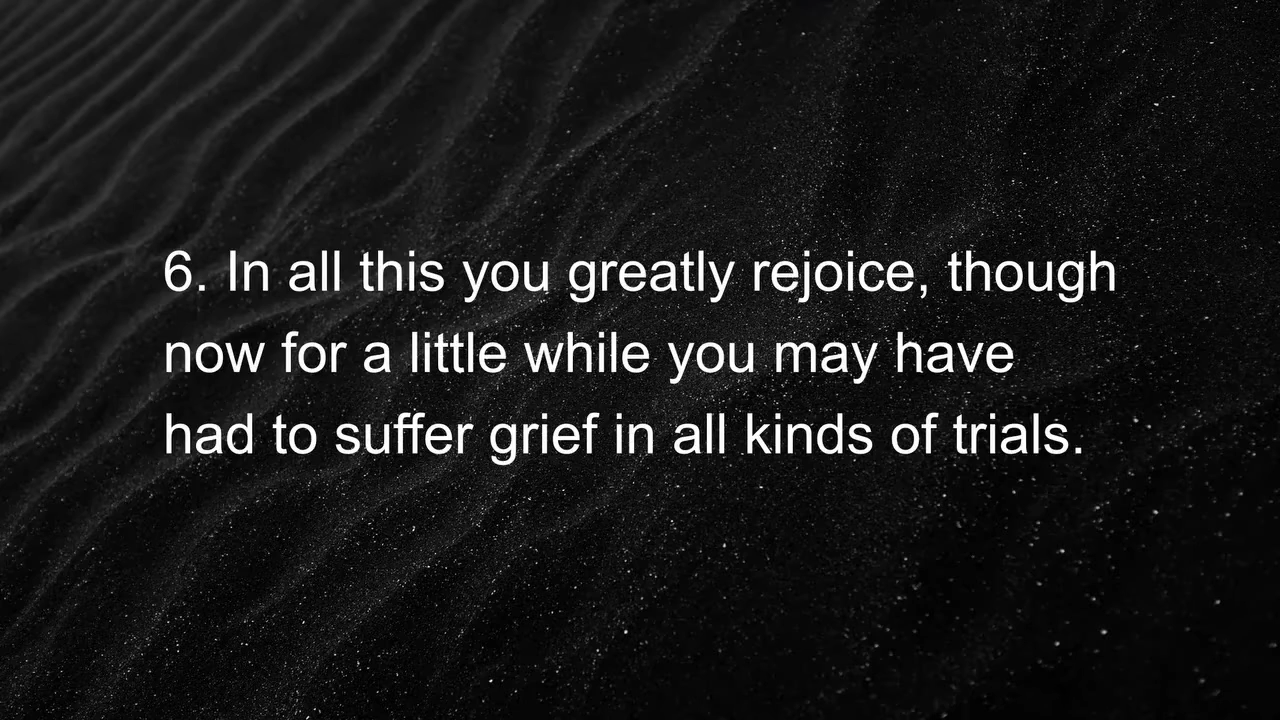 6. In all this you greatly rejoice, though
now for a little while you may have
had to suffer grief in all kinds of trials.